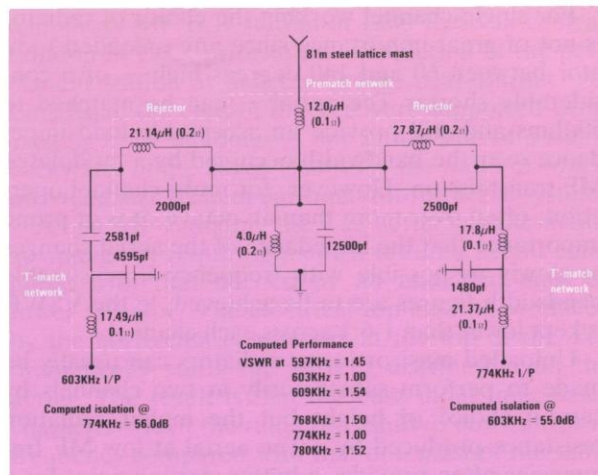 81m steel lattice mast
Prematch network
12.0µH
(0.1Ω)
Rejector
21.14µH (0.2Ω)
2000pf
Rejector
27.87µH (0.2Ω)
2500pf
2581pf
4595pf
'T'-match
network
17.49µH
0.1Ω)
603KHz I/P
Computed isolation @
774KHz = 56.0dB
4.0µH
(0.2Ω)
12500pf
17.8µH
(0.1Ω)
1480pf
'T'-match
network
21.37µH
(0.1Ω)
774KHz I/P
Computed isolation @
603KHz = 55.0dB
Computed Performance
VSWR at 597KHz = 1.45
603KHz = 1.00
609KHz = 1.54
768KHz = 1.50
774KHz = 1.00
780KHz = 1.52